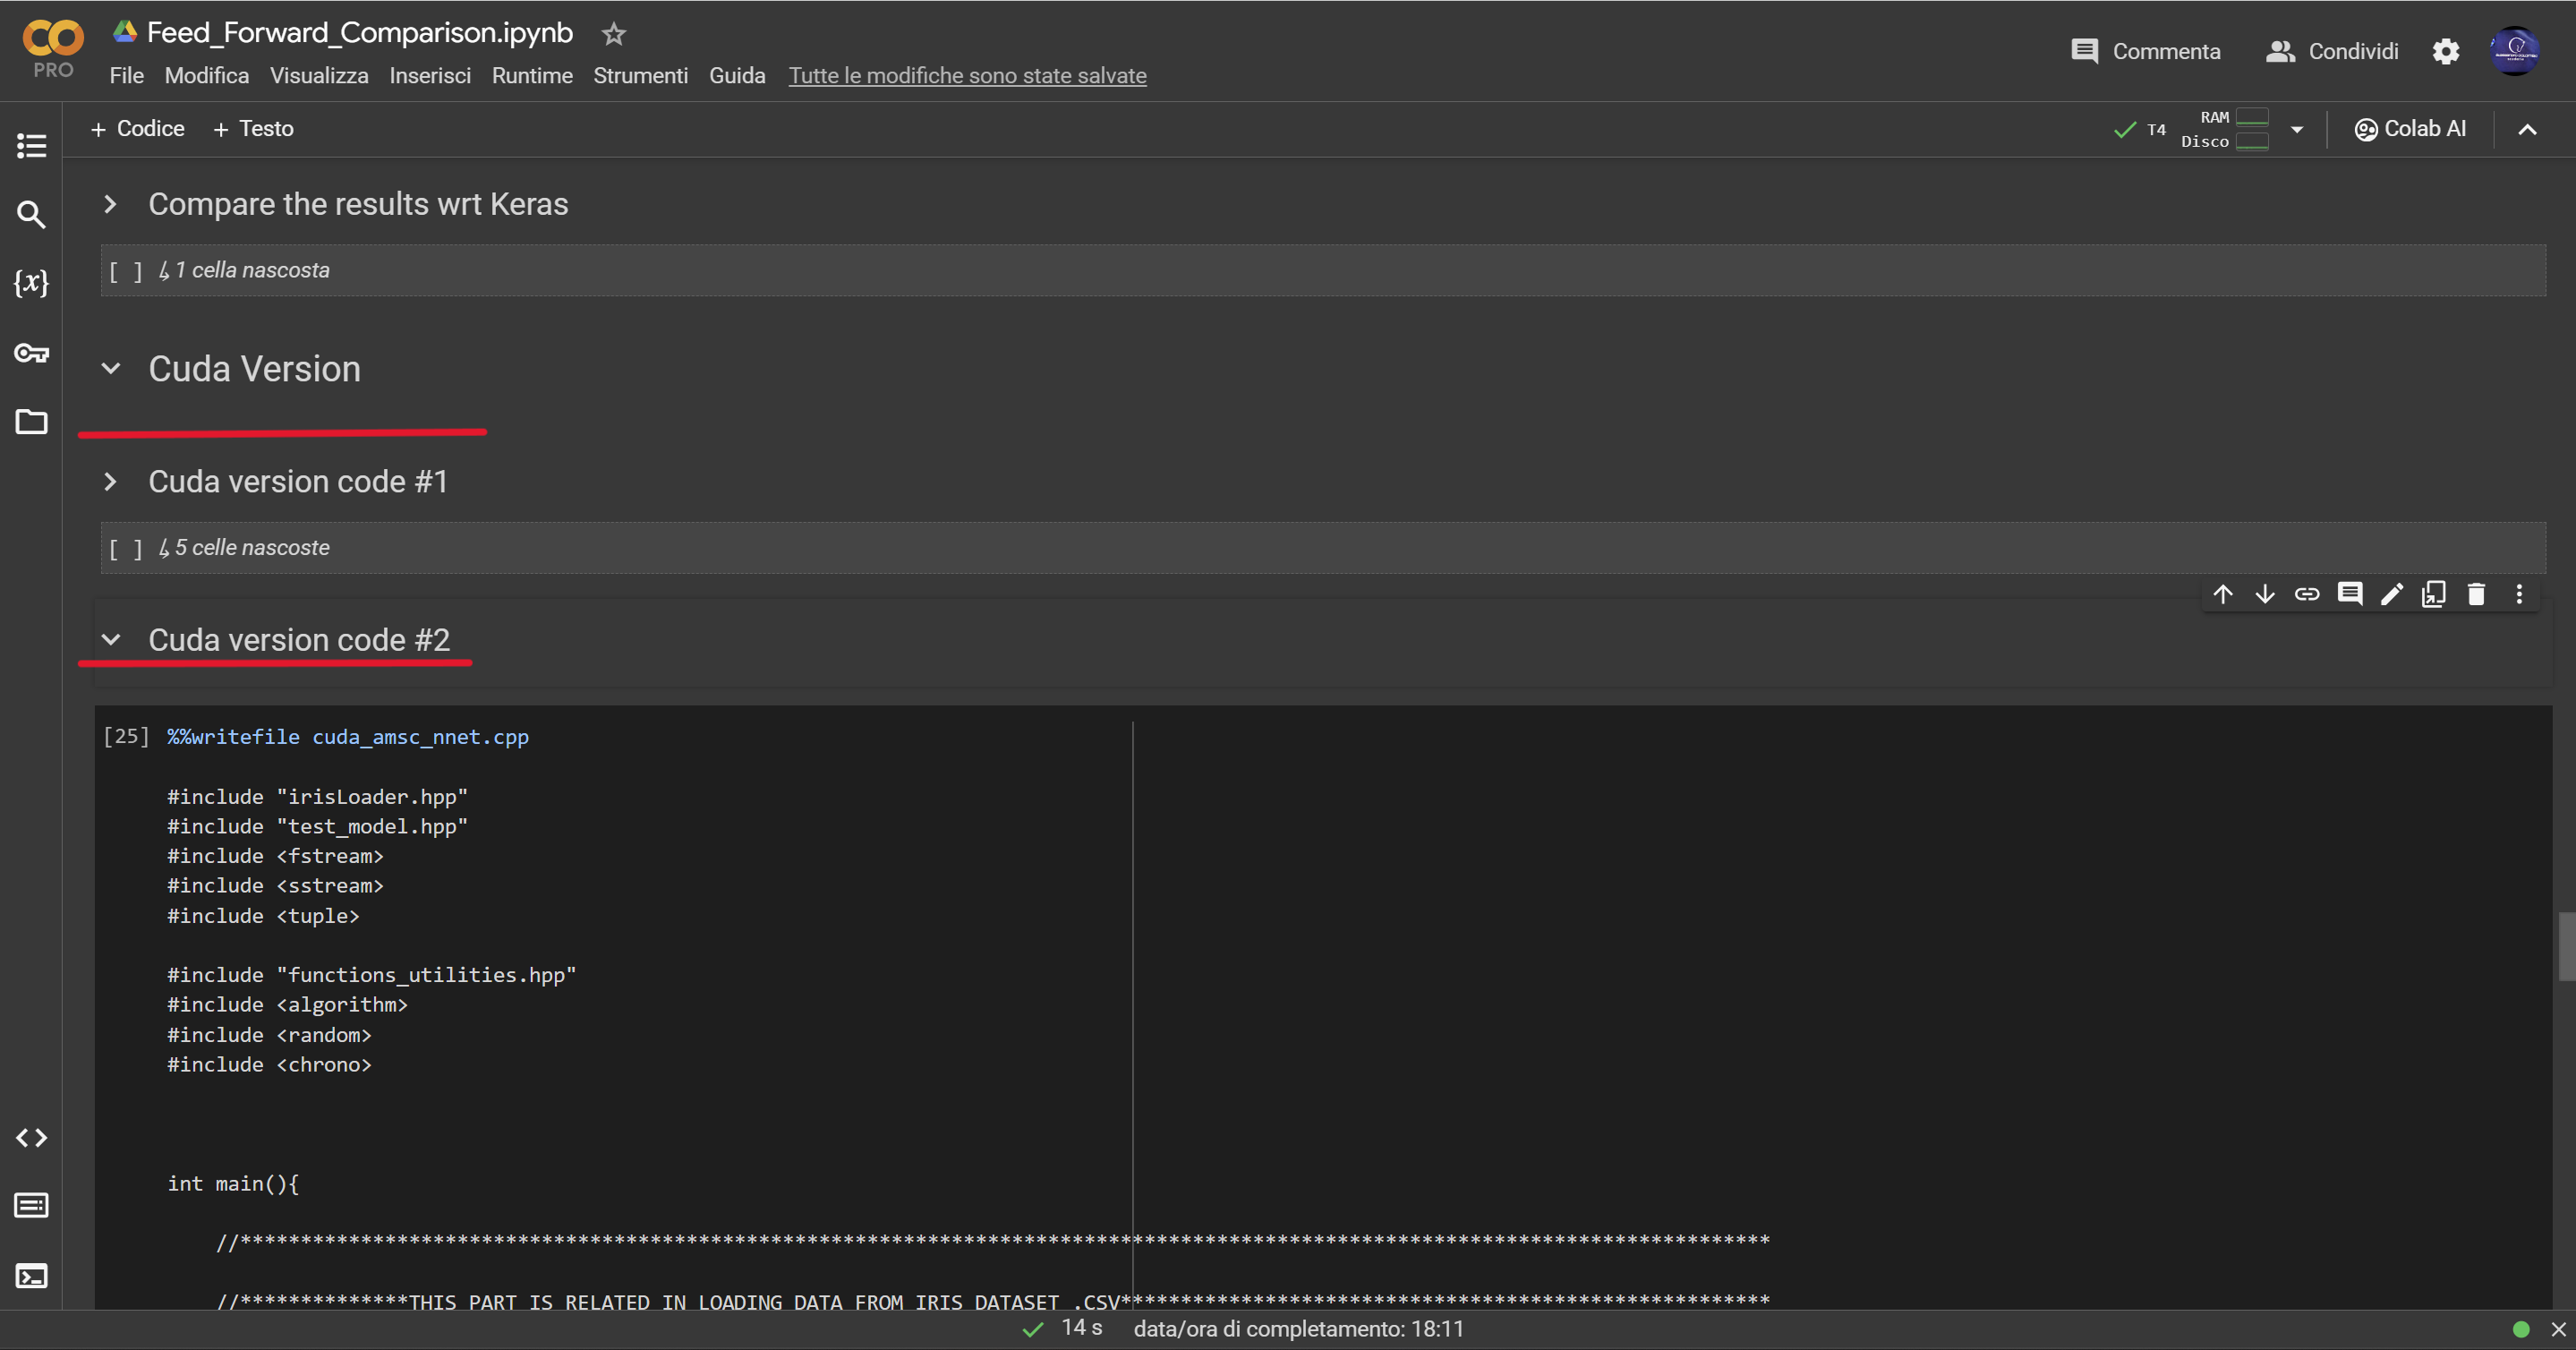 Feed_Forward_Comparison.ipynb
PRO
File Modifica Visualizza Inserisci Runtime Strumenti Guida Tutte le modifiche sono state salvate
Commenta
Condividi
+ Codice + Testo
T4
RAM
Disco
Colab AI
Compare the results wrt Keras
[ ] ↳ 1 cella nascosta
Cuda Version
Cuda version code #1
[ ] ↳ 5 celle nascoste
Cuda version code #2
[25] %%writefile cuda_amsc_nnet.cpp
#include "irisLoader.hpp"
#include "test_model.hpp"
#include <fstream>
#include <sstream>
#include <tuple>
#include "functions_utilities.hpp"
#include <algorithm>
#include <random>
#include <chrono>
int main(){
//*******************************************************************************************************************************
//**************THIS PART IS RELATED IN LOADING DATA FROM IRIS DATASET .CSV******************************************************
14 s data/ora di completamento: 18:11